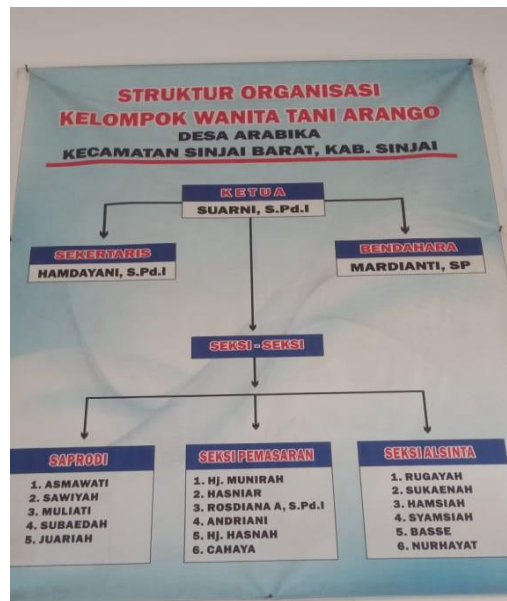 STRUKTUR ORGANISASI
KELOMPOK WANITA TANI ARANGO
DESA ARABIKA
KECAMATAN SINJAI BARAT, KAB. SINJAI
KETUA
SUARNI, S.Pd.I
SEKERTARIS
HAMDAYANI, S.Pd.I
BENDAHARA
MARDIANTI, SP
SEKSI - SEKSI
SAPRODI
1. ASMAWATI
2. SAWIYAH
3. MULIATI
4. SUBAEDAH
5. JUARIAH
SEKSI PEMASARAN
1. Hj. MUNIRAH
2. HASNIAR
3. ROSDIANA A, S.Pd.I
4. ANDRIANI
5. Hj. HASNAH
6. CAHAYA
SEKSI ALSINTA
1. RUGAYAH
2. SUKAENAH
3. HAMSIAH
4. SYAMSIAH
5. BASSE
6. NURHAYAT